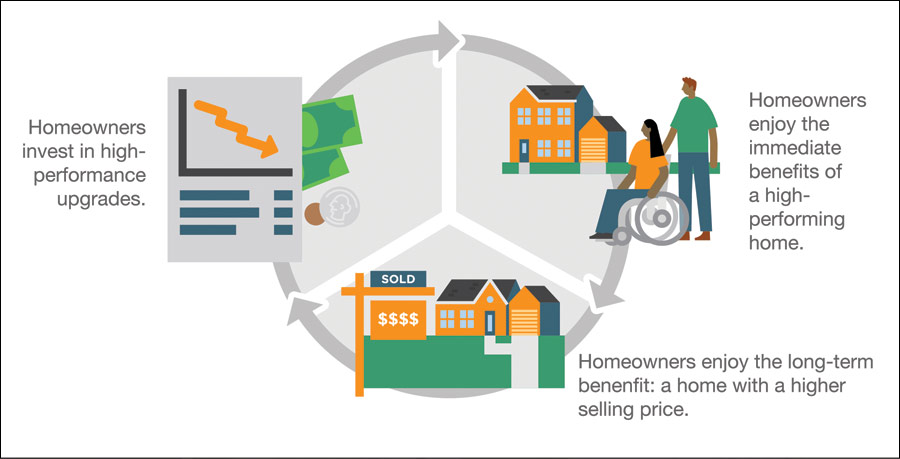 Homeowners
invest in high-
performance
upgrades.
Homeowners
enjoy the
immediate
benefits of
a high-
performing
home.
SOLD
$$$$
Homeowners enjoy the long-term
benenfit: a home with a higher
selling price.